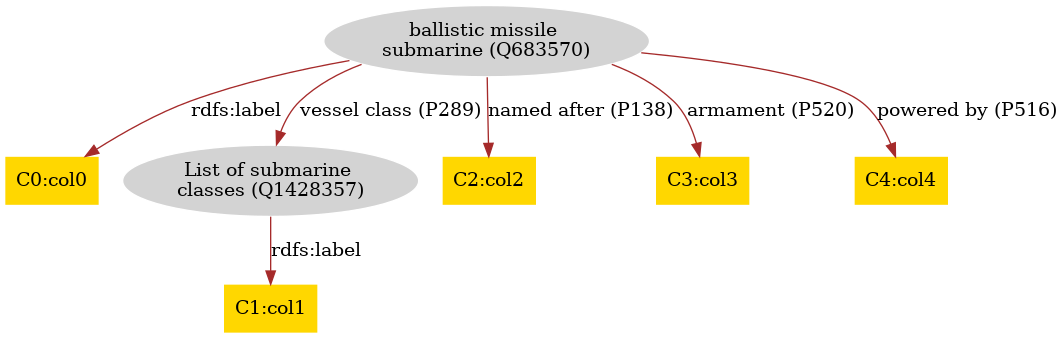 ballistic missile
submarine (Q683570)
rdfs:label
vessel class (P289)
named after (P138)
armament (P520)
powered by (P516)
C0:col0
List of submarine
classes (Q1428357)
C2:col2
C3:col3
C4:col4
rdfs:label
C1:col1